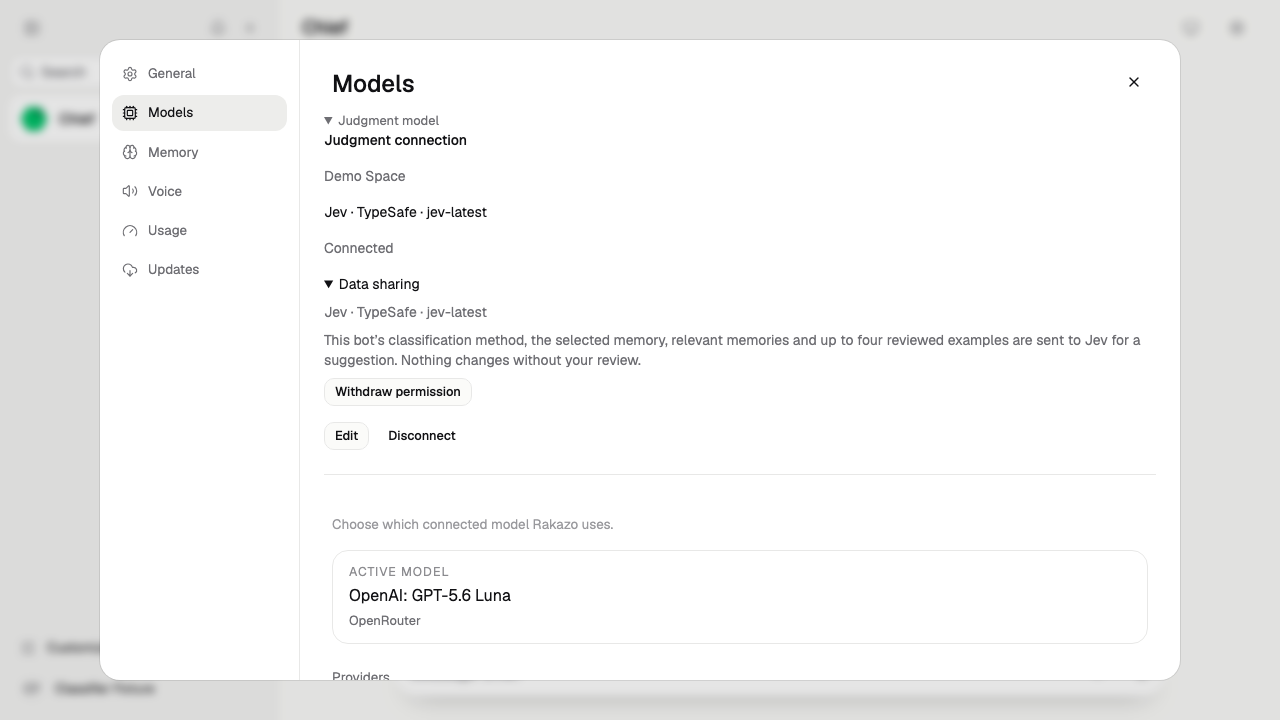 Chief
Search
Chief
General
Models
Memory
Voice
Usage
Updates
Models
Judgment model
Judgment connection
Demo Space
Jev · TypeSafe · jev-latest
Connected
Data sharing
Jev · TypeSafe · jev-latest
This bot's classification method, the selected memory, relevant memories and up to four reviewed examples are sent to Jev for a
suggestion. Nothing changes without your review.
Withdraw permission
Edit Disconnect
Choose which connected model Rakazo uses.
ACTIVE MODEL
OpenAI: GPT-5.6 Luna
OpenRouter
Providers